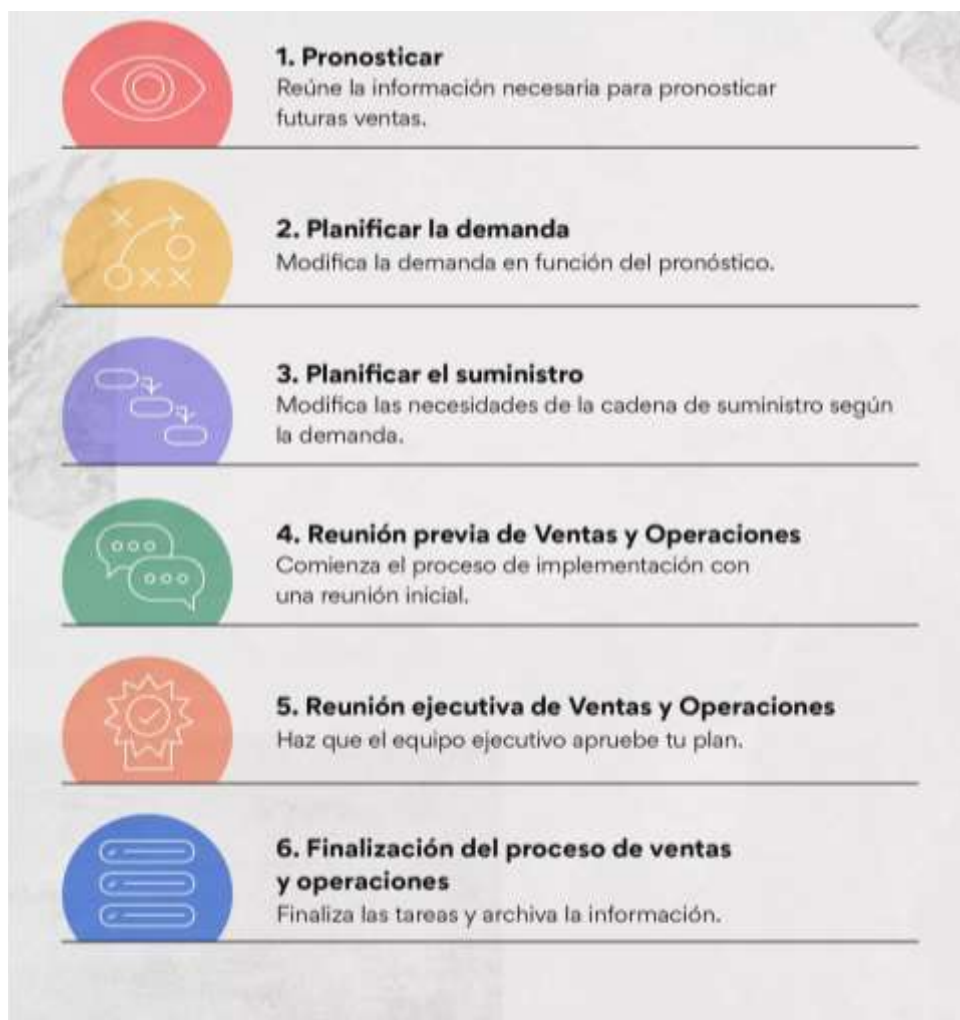 1. Pronosticar
Reúne la información necesaria para pronosticar
futuras ventas.
2. Planificar la demanda
Modifica la demanda en función del pronóstico.
3. Planificar el suministro
Modifica las necesidades de la cadena de suministro según
la demanda.
4. Reunión previa de Ventas y Operaciones
Comienza el proceso de implementación con
una reunión inicial.
5. Reunión ejecutiva de Ventas y Operaciones
Haz que el equipo ejecutivo apruebe tu plan.
6. Finalización del proceso de ventas
y operaciones
Finaliza las tareas y archiva la información.